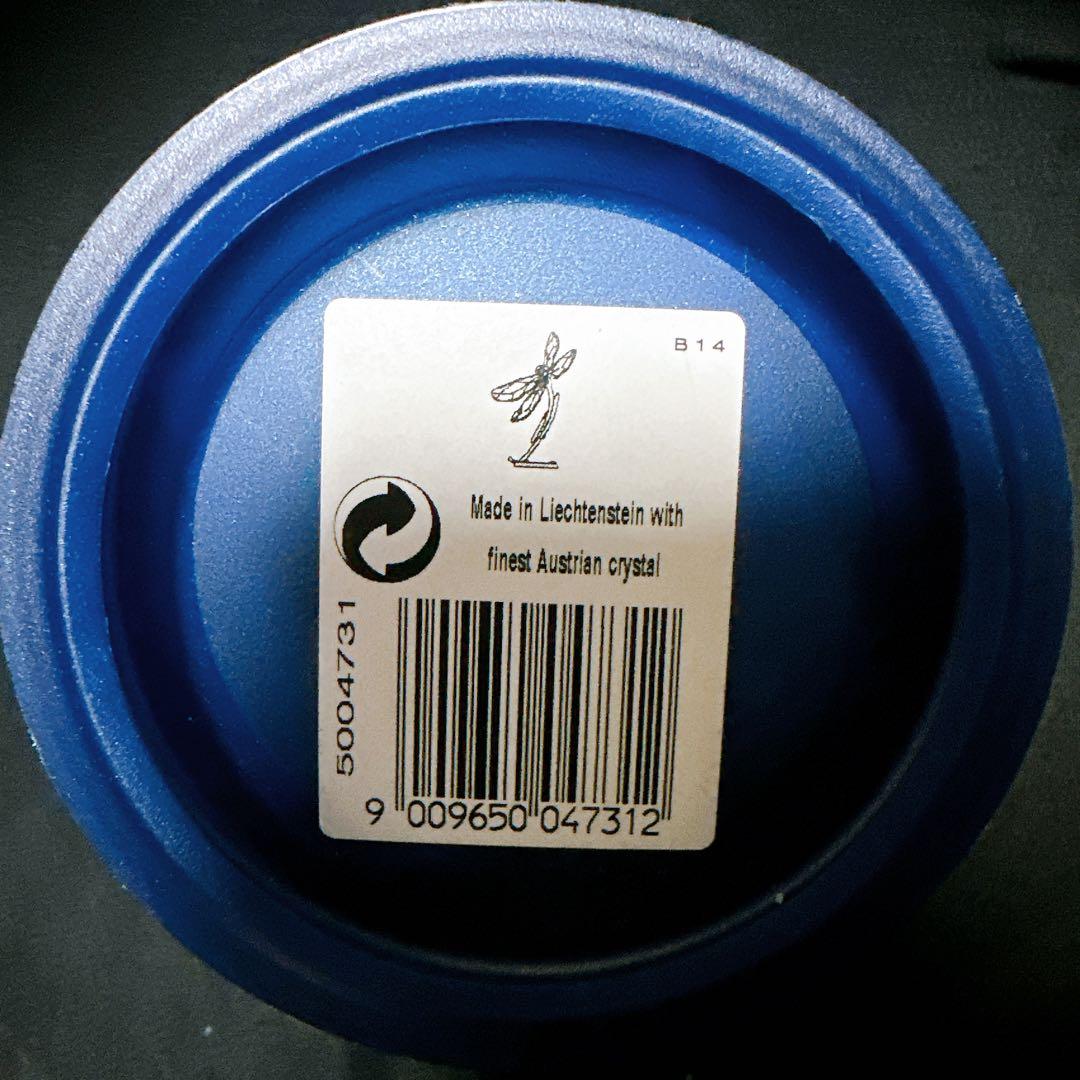 B14
Made in Liechtenstein with
finest Austrian crystal
5004731
9 009650 047312